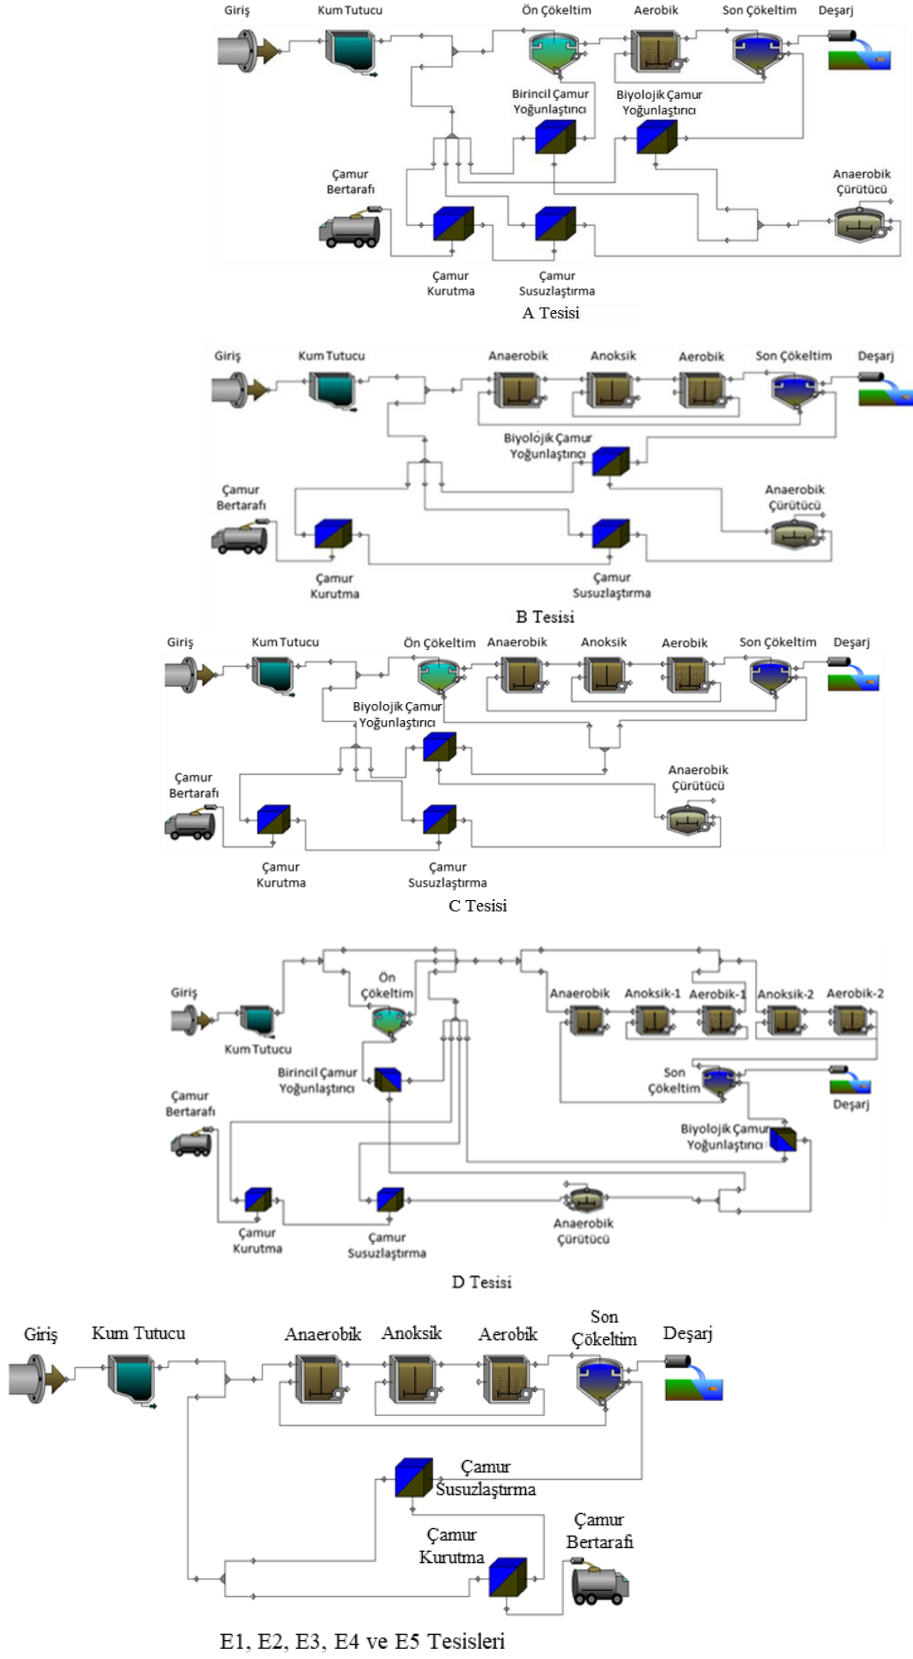 Giriş
Kum Tutucu
Ön Çökeltim
Aerobik
Son Çökeltim
Deşarj
Birincil Çamur
Yoğunlaştırıcı
Biyolojik Çamur
Yoğunlaştırıcı
Çamur
Bertarafı
Anaerobik
Çürütücü
Çamur
Kurutma
Çamur
Susuzlaştırma
A Tesisi
Giriş
Kum Tutucu
Anaerobik
Anoksik
Aerobik
Son Çökeltim
Deşarj
Biyolojik Çamur
Yoğunlaştırıcı
Çamur
Bertarafı
Anaerobik
Çürütücü
Çamur
Kurutma
Çamur
Susuzlaştırma
B Tesisi
Giriş
Kum Tutucu
Ön Çökeltim
Anaerobik
Anoksik
Aerobik
Son Çökeltim
Deşarj
Biyolojik Çamur
Yoğunlaştırıcı
Çamur
Bertarafı
Anaerobik
Çürütücü
Çamur
Kurutma
Çamur
Susuzlaştırma
C Tesisi
Giriş
Kum Tutucu
Ön
Çökeltim
Anaerobik
Anoksik-1
Aerobik-1
Anoksik-2
Aerobik-2
Birincil Çamur
Yoğunlaştırıcı
Son
Çökeltim
Deşarj
Çamur
Bertarafı
Biyolojik Çamur
Yoğunlaştırıcı
Çamur
Kurutma
Çamur
Susuzlaştırma
Anaerobik
Çürütücü
D Tesisi
Giriş
Kum Tutucu
Anaerobik
Anoksik
Aerobik
Son
Çökeltim
Deşarj
Çamur
Susuzlaştırma
Çamur
Kurutma
Çamur
Bertarafı
E1, E2, E3, E4 ve E5 Tesisleri